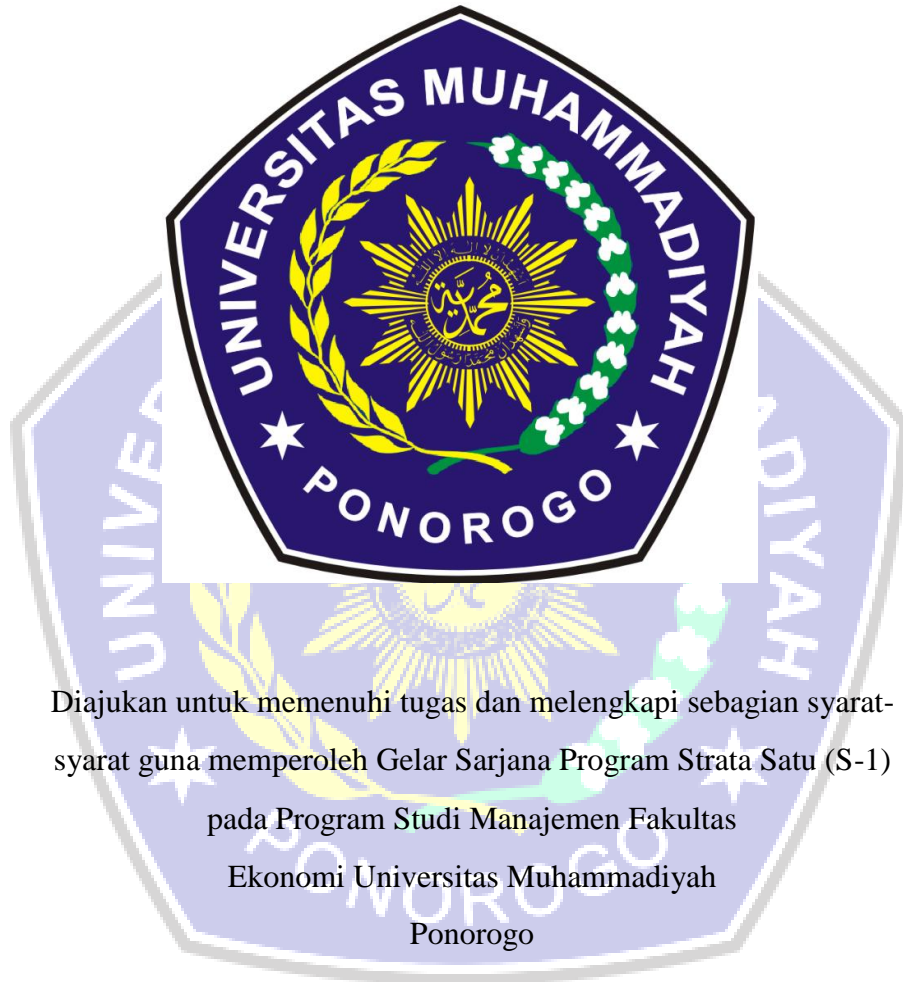 UNIVERSITAS MUHAMMADIYAH
محمدية
PONOROGO
Diajukan untuk memenuhi tugas dan melengkapi sebagian syarat-
syarat guna memperoleh Gelar Sarjana Program Strata Satu (S-1)
pada Program Studi Manajemen Fakultas
Ekonomi Universitas Muhammadiyah
Ponorogo